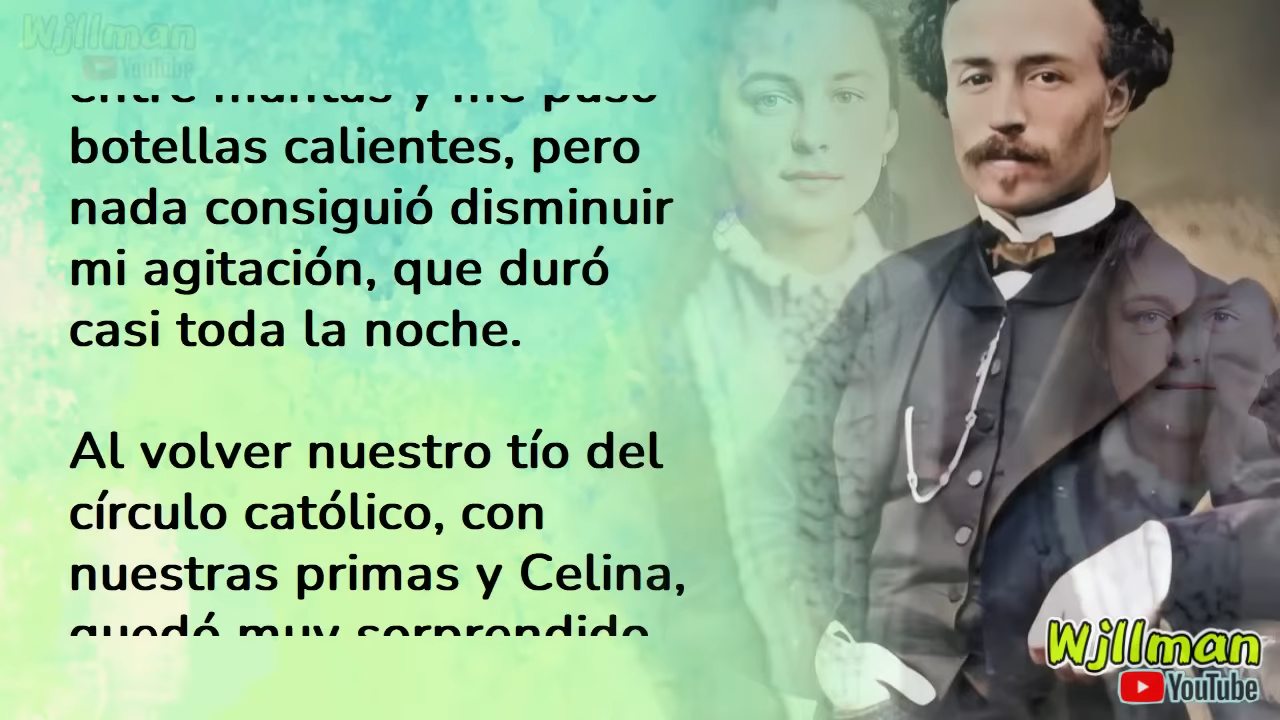 Wjllman
YouTube
entre mantas y me puso
botellas calientes, pero
nada consiguió disminuir
mi agitación, que duró
casi toda la noche.
Al volver nuestro tío del
círculo católico, con
nuestras primas y Celina,
quedó muy sorprendido
Wjllman
YouTube